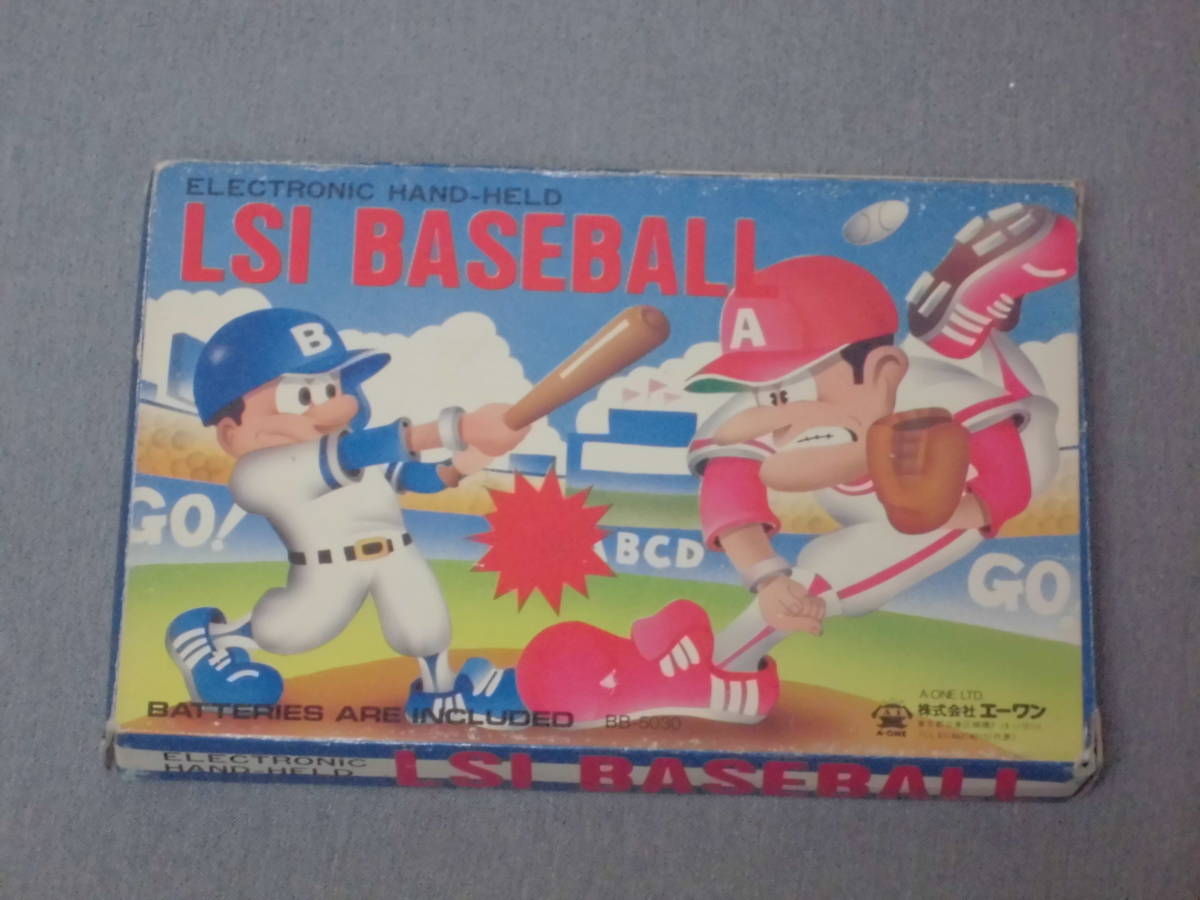 ELECTRONIC HAND-HELD
LSI BASEBALL
B
A
GO!
ABCD
GO
BATTERIES ARE INCLUDED BB-5030
A-ONE
A-ONE LTD.
株式会社エーワン
ELECTRONIC
HAND-HELD
LSI BASEBALL